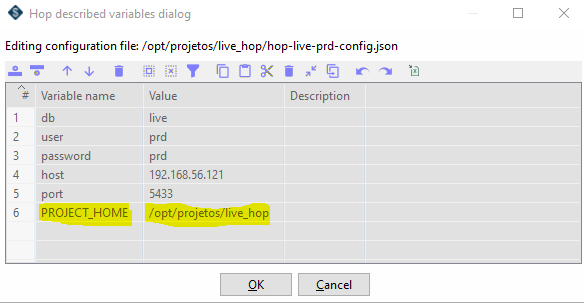 Hop described variables dialog
Editing configuration file: /opt/projetos/live_hop/hop-live-prd-config.json
# Variable name Value Description
1 db live
2 user prd
3 password prd
4 host 192.168.56.121
5 port 5433
6 PROJECT_HOME /opt/projetos/live_hop
OK Cancel